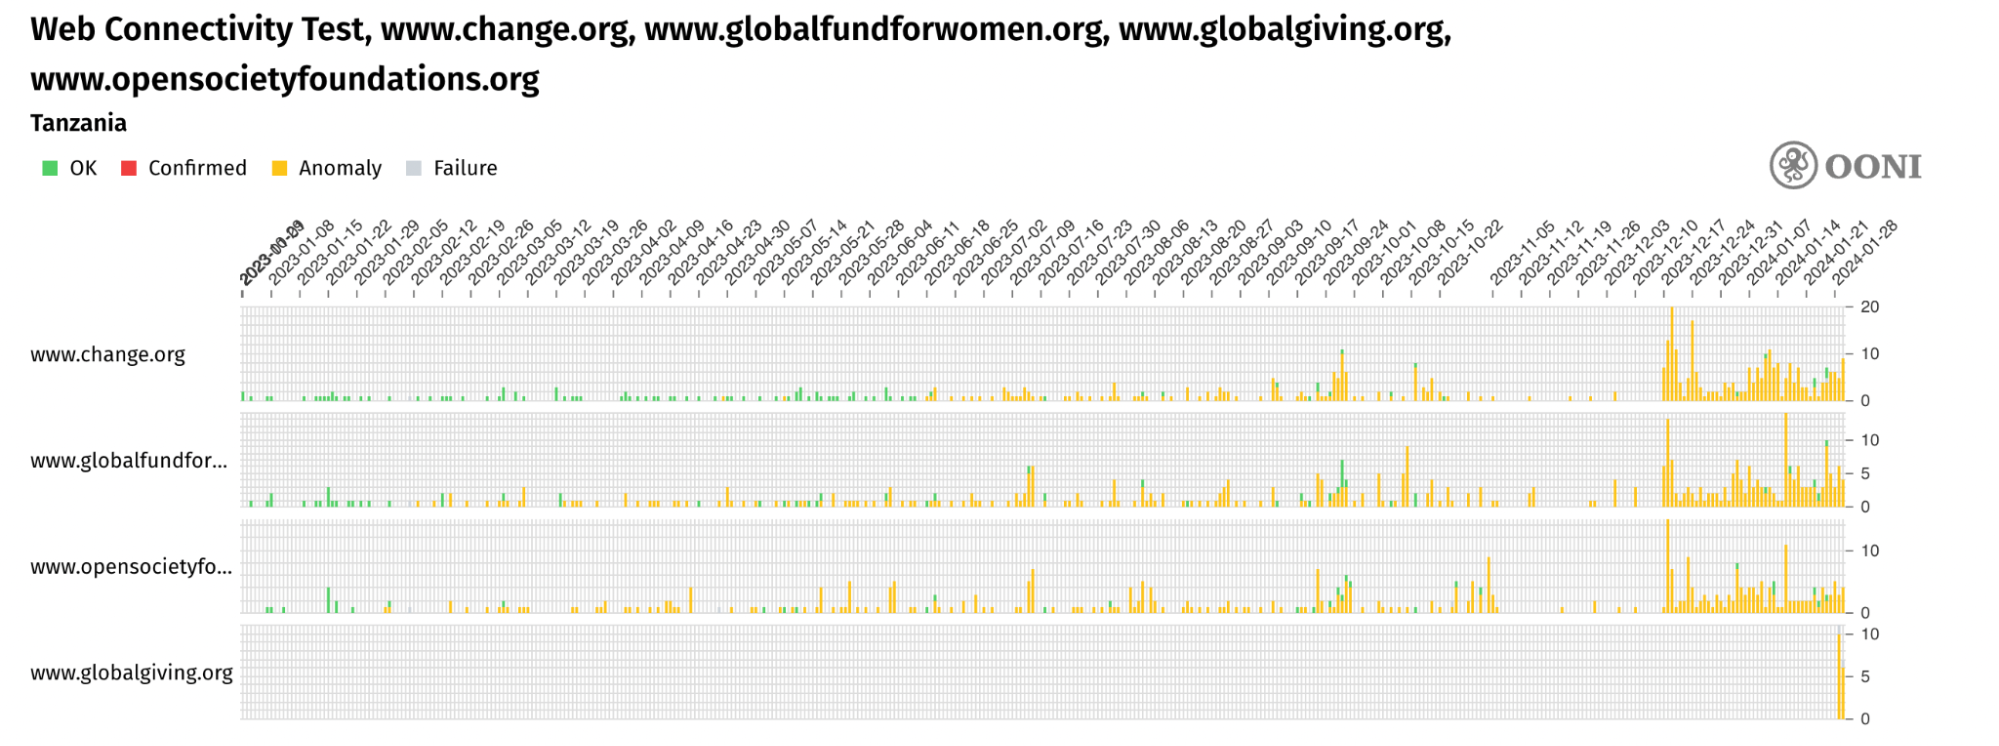 Web Connectivity Test, www.change.org, www.globalfundforwomen.org, www.globalgiving.org,
www.opensocietyfoundations.org
Tanzania
OK Confirmed Anomaly Failure
OONI
2023-01-08 2023-01-15 2023-01-22 2023-01-29 2023-02-05 2023-02-12 2023-02-19 2023-02-26 2023-03-05 2023-03-12 2023-03-19 2023-03-26 2023-04-02 2023-04-09 2023-04-16 2023-04-23 2023-04-30 2023-05-07 2023-05-14 2023-05-21 2023-05-28 2023-06-04 2023-06-11 2023-06-18 2023-06-25 2023-07-02 2023-07-09 2023-07-16 2023-07-23 2023-07-30 2023-08-06 2023-08-13 2023-08-20 2023-08-27 2023-09-03 2023-09-10 2023-09-17 2023-09-24 2023-10-01 2023-10-08 2023-10-15 2023-10-22 2023-11-05 2023-11-12 2023-11-19 2023-11-26 2023-12-03 2023-12-10 2023-12-17 2023-12-24 2023-12-31 2024-01-07 2024-01-14 2024-01-21 2024-01-28
20
www.change.org 10
0
10
www.globalfundfor... 5
0
10
www.opensocietyfo...
0
10
www.globalgiving.org 5
0